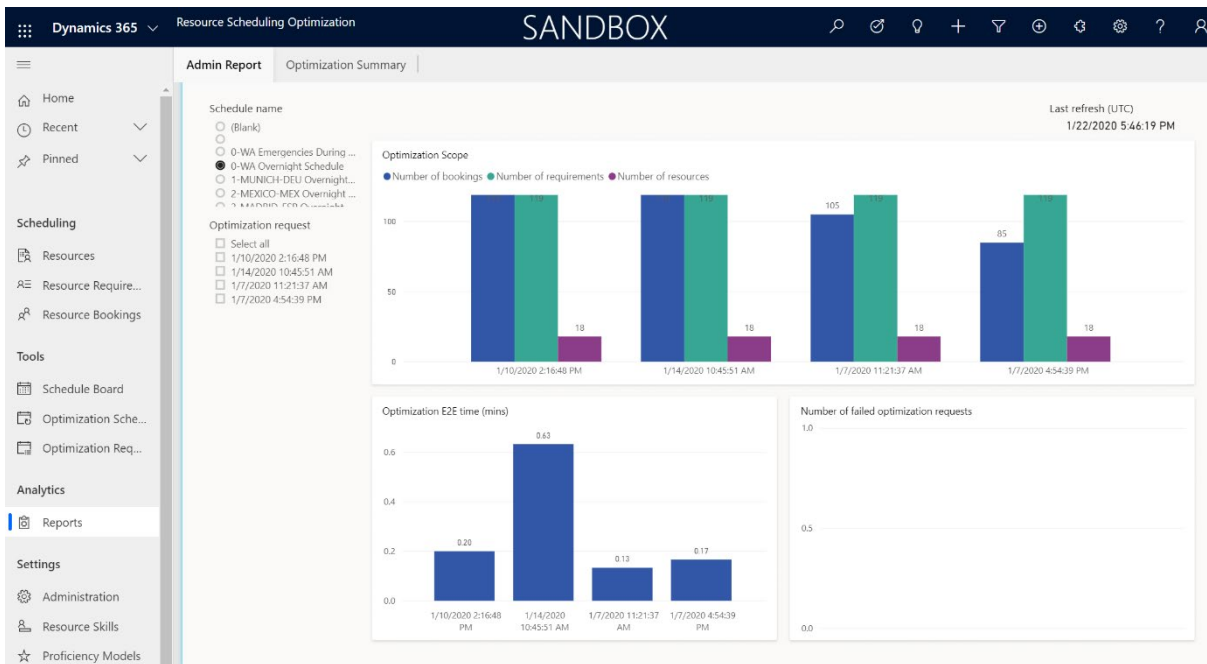 Dynamics 365
Resource Scheduling Optimization
SANDBOX
?
Home
Recent
Pinned
Scheduling
Resources
Resource Require...
Resource Bookings
Tools
Schedule Board
Optimization Sche...
Optimization Req...
Analytics
Reports
Settings
Administration
Resource Skills
Proficiency Models
Admin Report
Optimization Summary
Schedule name
(Blank)
0-WA Emergencies During ...
0-WA Overnight Schedule
1-MUNICH-DEU Overnight...
2-MEXICO-MEX Overnight ...
Optimization request
Select all
1/10/2020 2:16:48 PM
1/14/2020 10:45:51 AM
1/7/2020 11:21:37 AM
1/7/2020 4:54:39 PM
Last refresh (UTC)
1/22/2020 5:46:19 PM
Optimization Scope
Number of bookings Number of requirements Number of resources
119 119 105 119 85
100
50
18 18 18 18
0
1/10/2020 2:16:48 PM 1/14/2020 10:45:51 AM 1/7/2020 11:21:37 AM 1/7/2020 4:54:39 PM
Optimization E2E time (mins)
0.63
0.6
0.4
0.20 0.13 0.17
0.2
0.0
1/10/2020 2:16:48 1/14/2020 1/7/2020 11:21:37 1/7/2020 4:54:39
PM 10:45:51 AM AM PM
Number of failed optimization requests
1.0
0.5
0.0